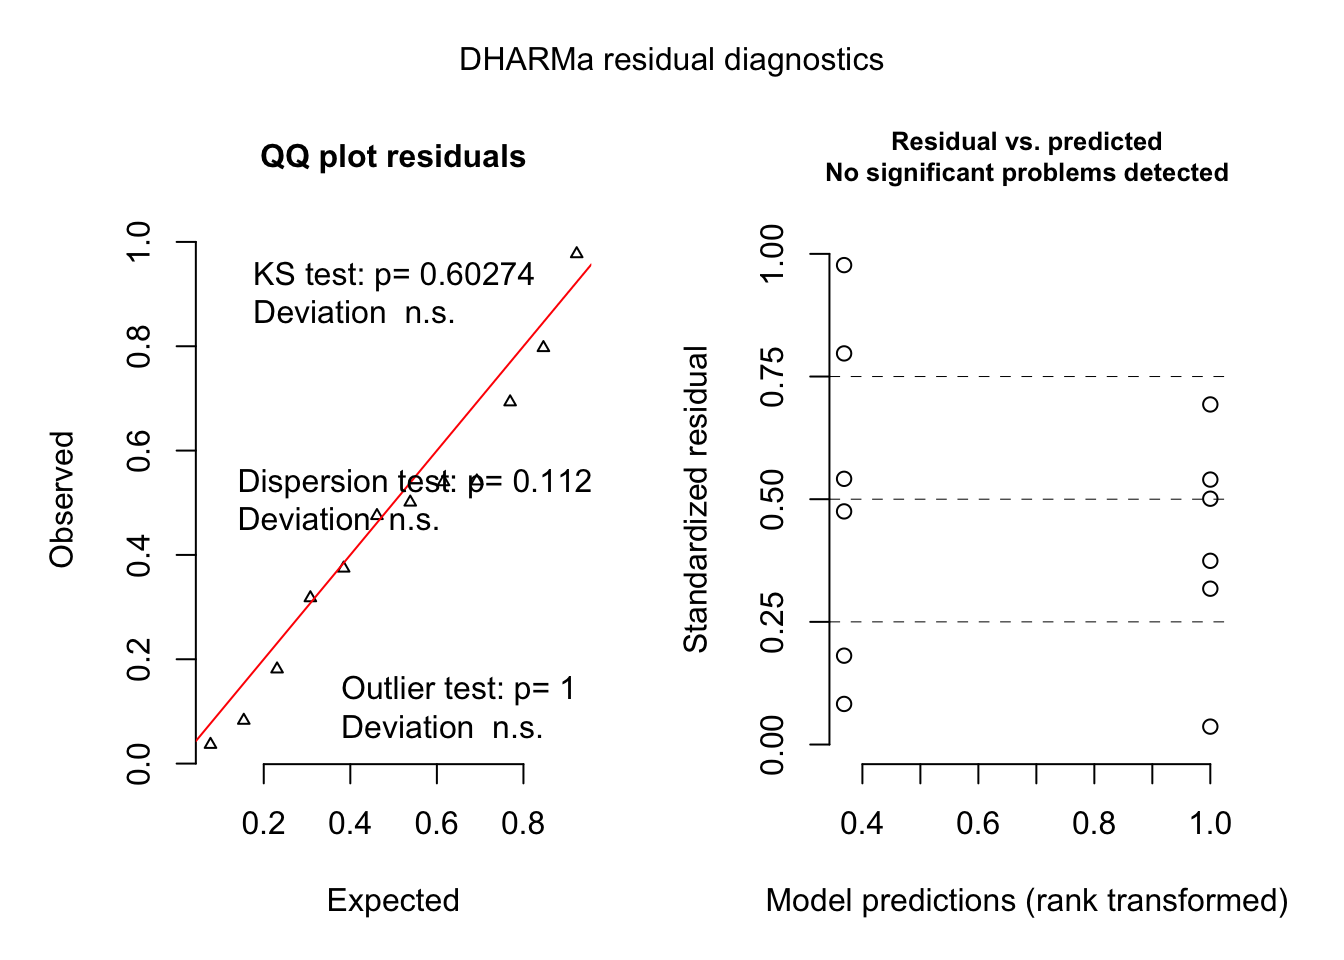 DHARMa residual diagnostics
QQ plot residuals
1.0
0.8
0.6
0.4
0.2
0.0
Observed
KS test: p= 0.60274
Deviation  n.s.
Dispersion test: p= 0.112
Deviation  n.s.
Outlier test: p= 1
Deviation  n.s.
0.2 0.4 0.6 0.8
Expected
Residual vs. predicted
No significant problems detected
1.00
0.75
0.50
0.25
0.00
Standardized residual
0.4 0.6 0.8 1.0
Model predictions (rank transformed)